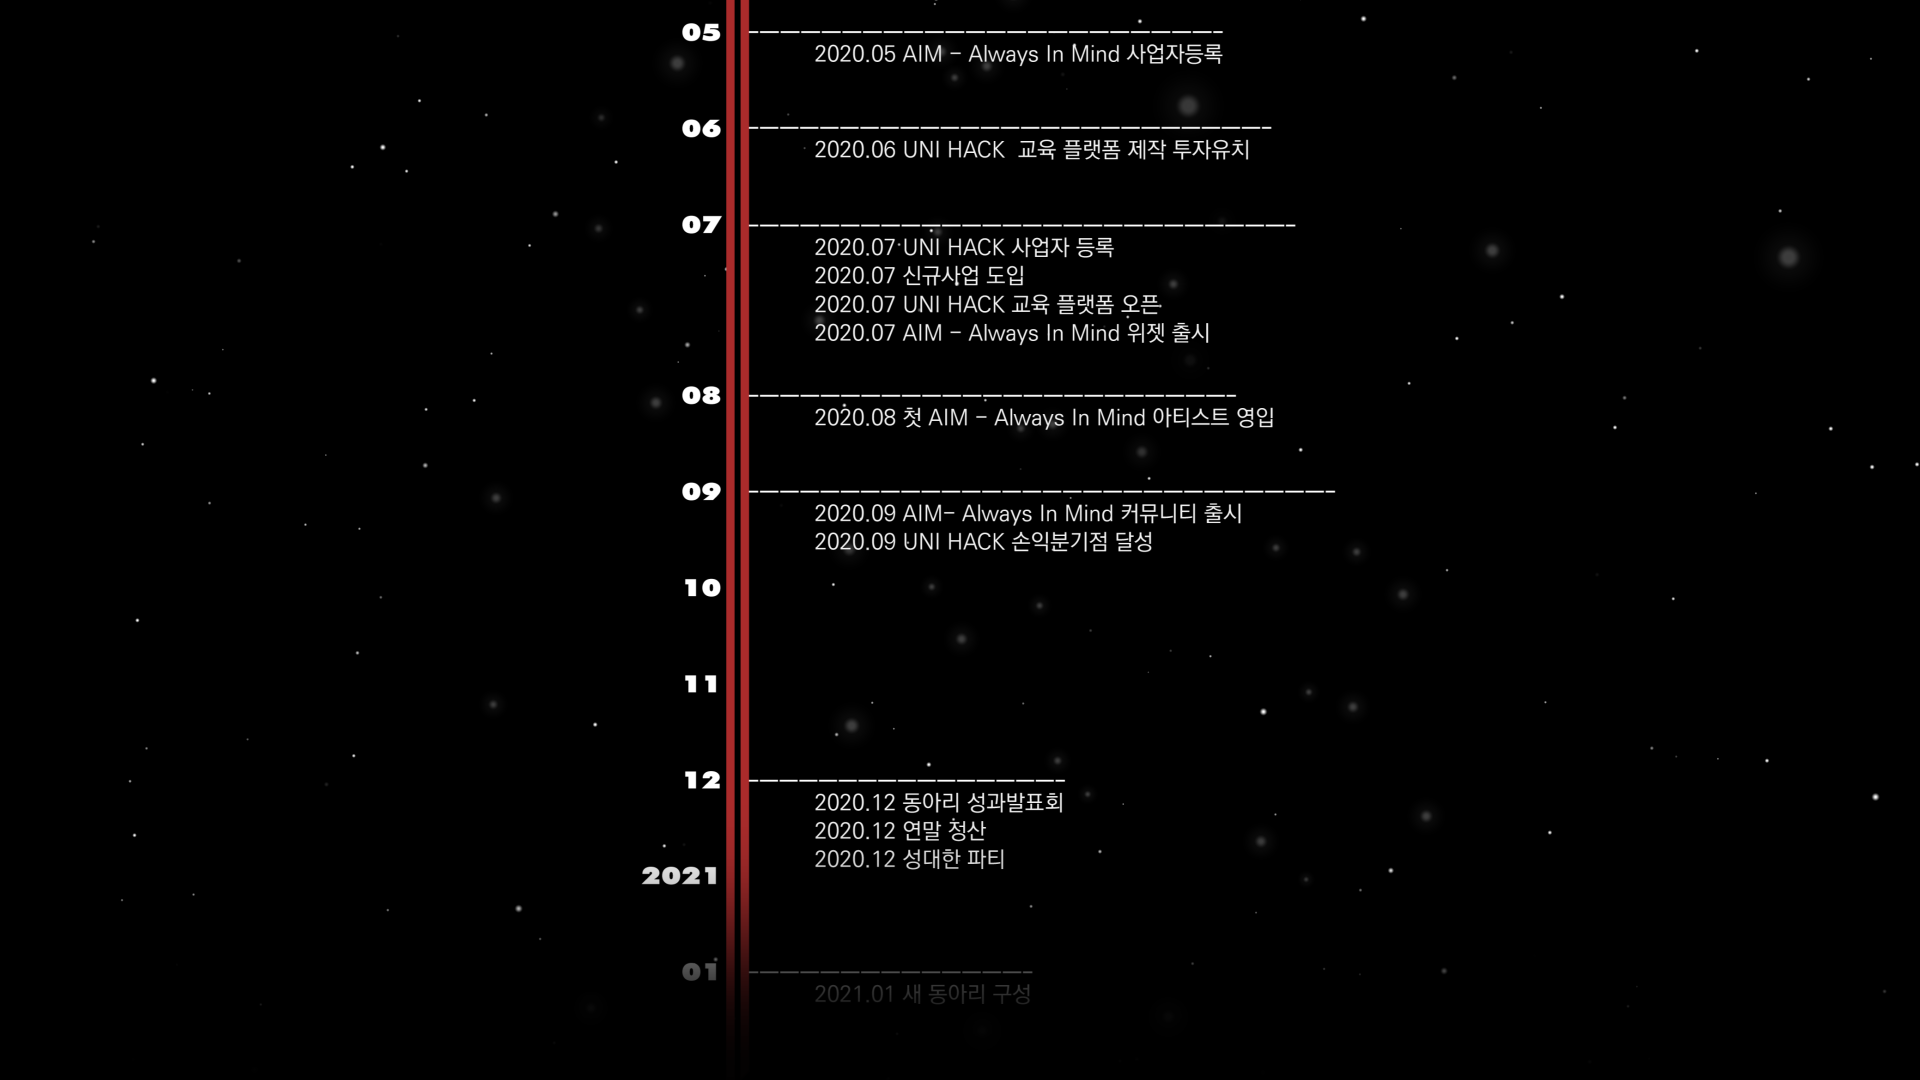 05
2020.05 AIM - Always In Mind 사업자등록
06
2020.06 UNI HACK  교육 플랫폼 제작 투자유치
07
2020.07 UNI HACK 사업자 등록
2020.07 신규사업 도입
2020.07 UNI HACK 교육 플랫폼 오픈
2020.07 AIM - Always In Mind 위젯 출시
08
2020.08 첫 AIM - Always In Mind 아티스트 영입
09
2020.09 AIM- Always In Mind 커뮤니티 출시
2020.09 UNI HACK 손익분기점 달성
10
11
12
2020.12 동아리 성과발표회
2020.12 연말 정산
2020.12 성대한 파티
2021
01
2021.01 새 동아리 구성